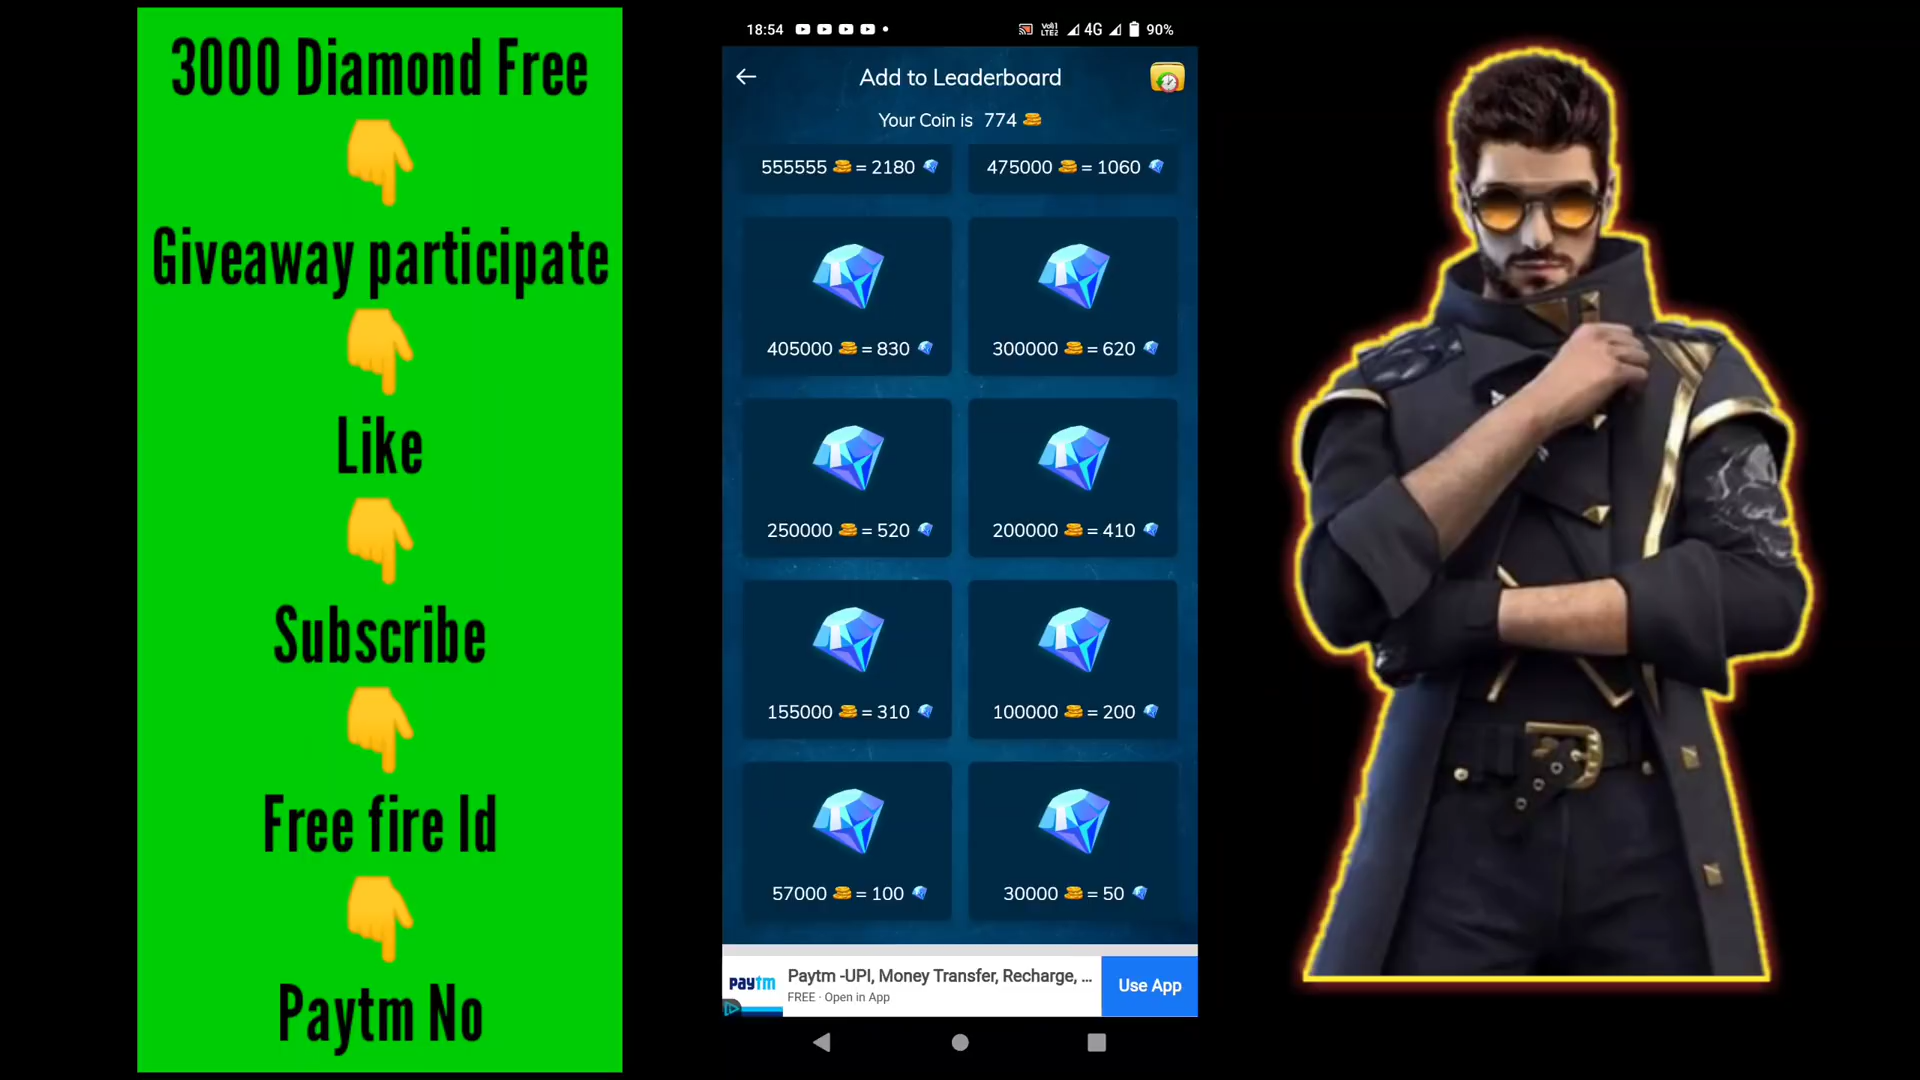 3000 Diamond Free
Giveaway participate
Like
Subscribe
Free fire Id
Paytm No
18:54
4G
90%
Add to Leaderboard
Your Coin is 774
555555 = 2180
475000 = 1060
405000 = 830
300000 = 620
250000 = 520
200000 = 410
155000 = 310
100000 = 200
57000 = 100
30000 = 50
paytm
Paytm -UPI, Money Transfer, Recharge, ...
FREE · Open in App
Use App